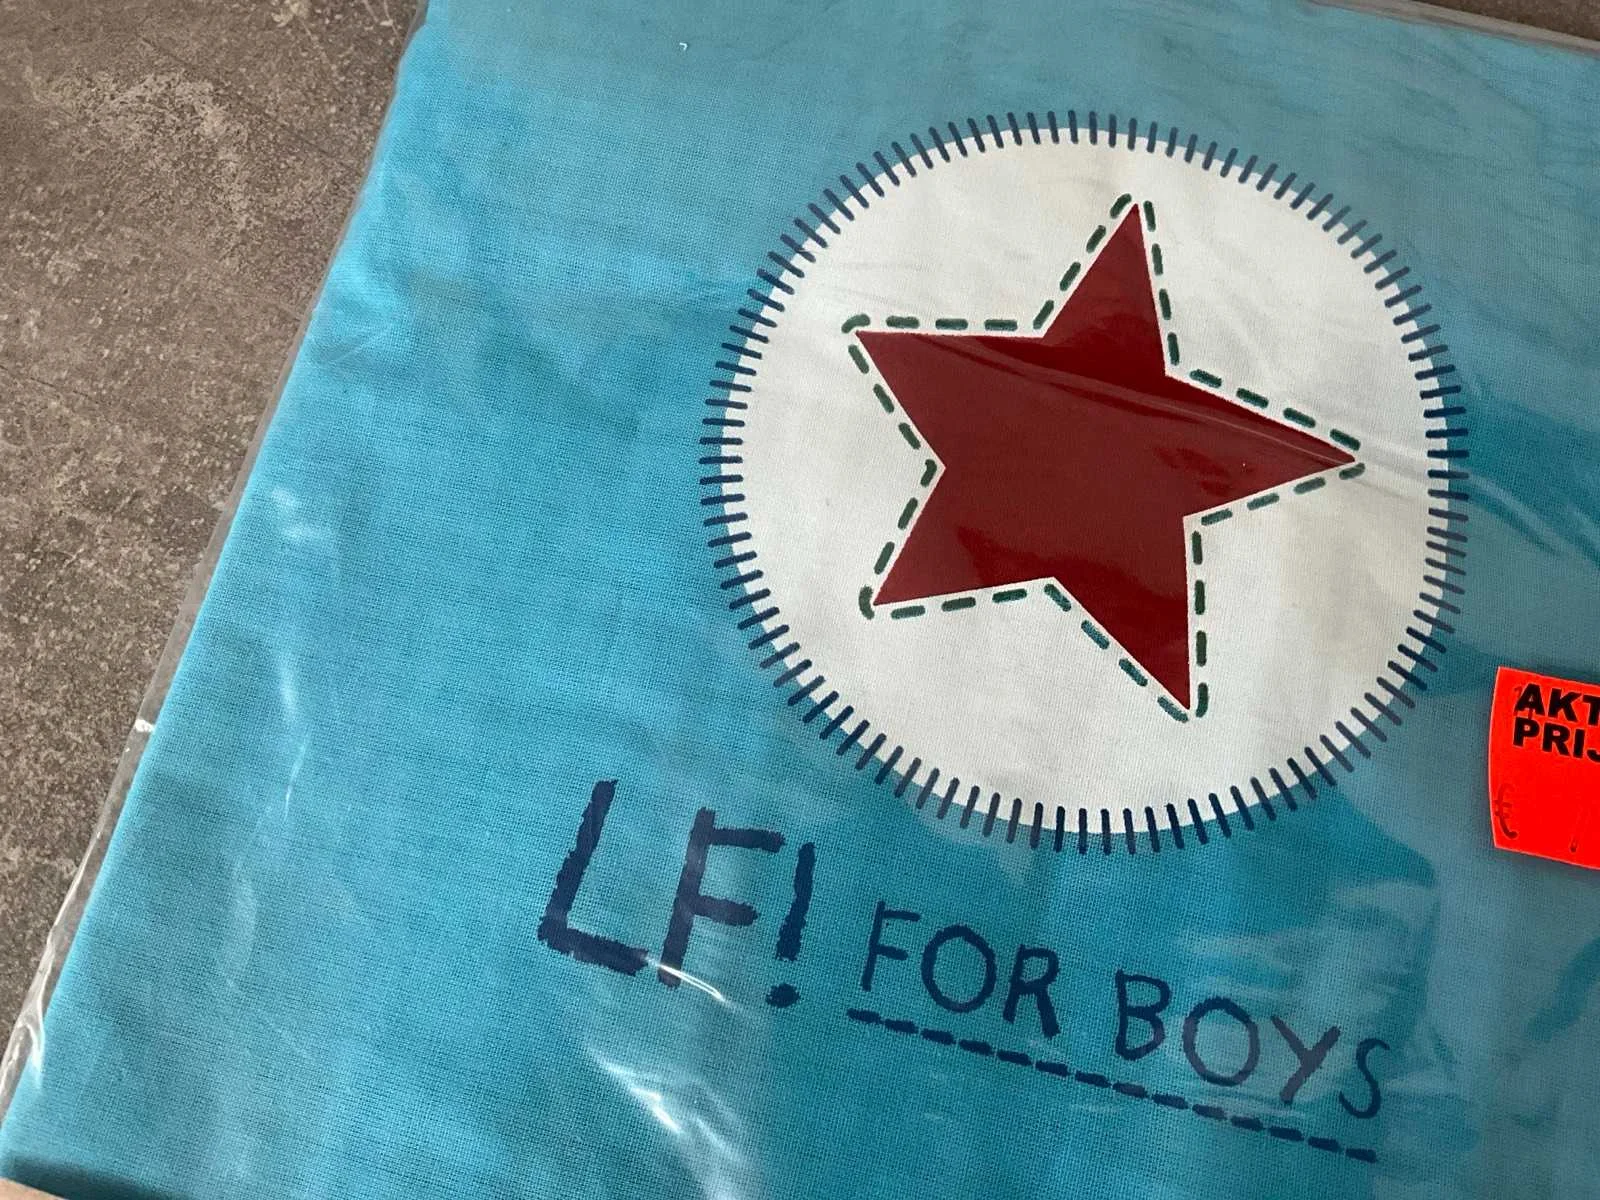 LF! FOR BOYS
AKT
PRIJ
€